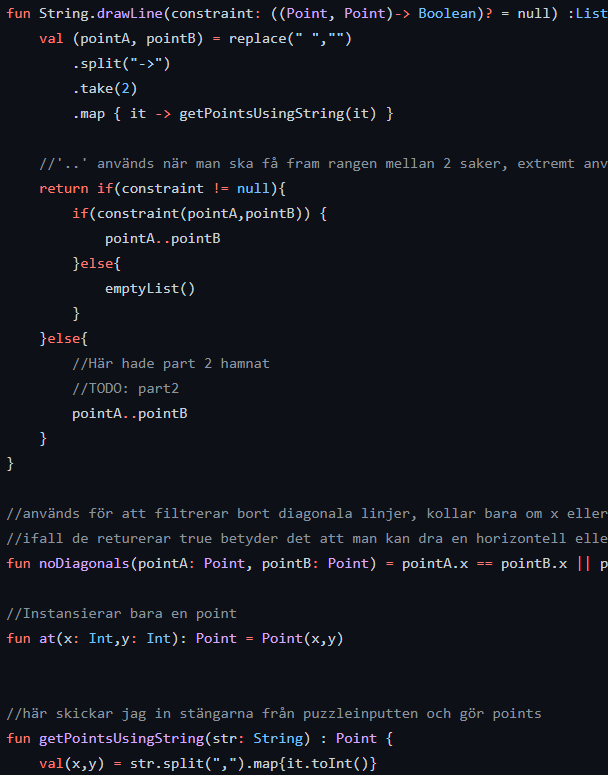 fun String.drawLine(constraint: ((Point, Point)-> Boolean)? = null) :List
    val (pointA, pointB) = replace(" ","")
        .split("->")
        .take(2)
        .map { it -> getPointsUsingString(it) }
    //'..' används när man ska få fram rangen mellan 2 saker, extremt anv
    return if(constraint != null){
        if(constraint(pointA,pointB)) {
            pointA..pointB
        }else{
            emptyList()
        }
    }else{
        //Här hade part 2 hamnat
        //TODO: part2
        pointA..pointB
    }
}
//används för att filtrerar bort diagonala linjer, kollar bara om x eller
//ifall de returerar true betyder det att man kan dra en horizontell elle
fun noDiagonals(pointA: Point, pointB: Point) = pointA.x == pointB.x || p
//Instansierar bara en point
fun at(x: Int,y: Int): Point = Point(x,y)
//här skickar jag in stängarna från puzzleinputten och gör points
fun getPointsUsingString(str: String) : Point {
    val(x,y) = str.split(",").map{it.toInt()}